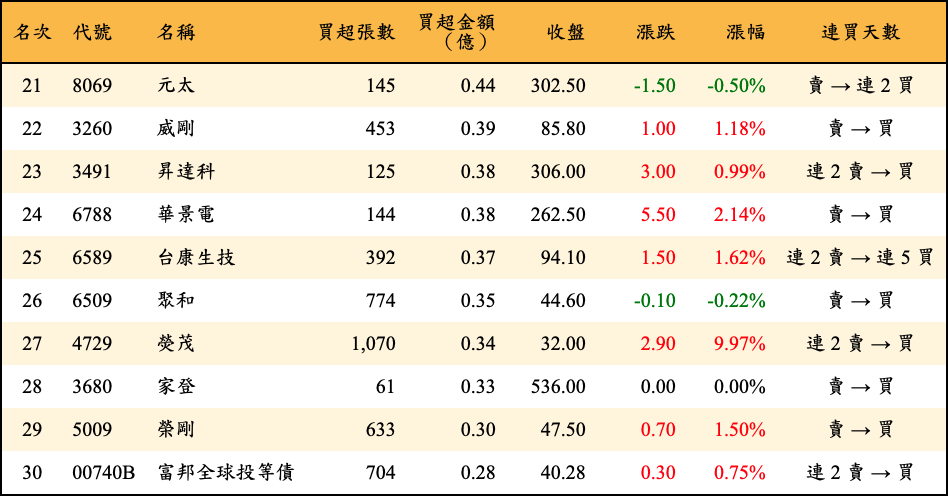 名次 代號 名稱 買超張數 買超金額（億） 收盤 漲跌 漲幅 連買天數
21 8069 元太 145 0.44 302.50 -1.50 -0.50% 賣 → 連 2 買
22 3260 威剛 453 0.39 85.80 1.00 1.18% 賣 → 買
23 3491 昇達科 125 0.38 306.00 3.00 0.99% 連 2 賣 → 買
24 6788 華景電 144 0.38 262.50 5.50 2.14% 賣 → 買
25 6589 台康生技 392 0.37 94.10 1.50 1.62% 連 2 賣 → 連 5 買
26 6509 聚和 774 0.35 44.60 -0.10 -0.22% 賣 → 買
27 4729 熒茂 1,070 0.34 32.00 2.90 9.97% 連 2 賣 → 買
28 3680 家登 61 0.33 536.00 0.00 0.00% 賣 → 買
29 5009 榮剛 633 0.30 47.50 0.70 1.50% 賣 → 買
30 00740B 富邦全球投等債 704 0.28 40.28 0.30 0.75% 連 2 賣 → 買